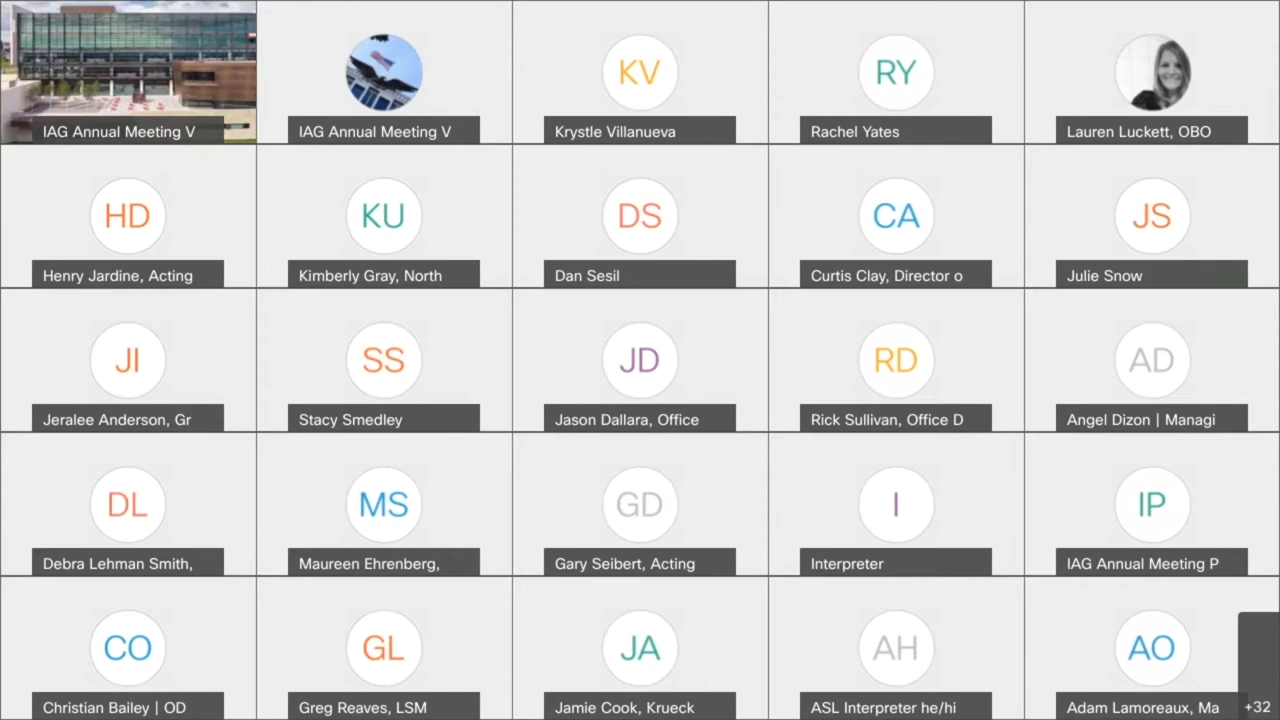 IAG Annual Meeting V
IAG Annual Meeting V
KV
Krystle Villanueva
RY
Rachel Yates
Lauren Luckett, OBO
HD
Henry Jardine, Acting
KU
Kimberly Gray, North
DS
Dan Sesil
CA
Curtis Clay, Director o
JS
Julie Snow
JI
Jeralee Anderson, Gr
SS
Stacy Smedley
JD
Jason Dallara, Office
RD
Rick Sullivan, Office D
AD
Angel Dizon | Managi
DL
Debra Lehman Smith,
MS
Maureen Ehrenberg,
GD
Gary Seibert, Acting
I
Interpreter
IP
IAG Annual Meeting P
CO
Christian Bailey | OD
GL
Greg Reaves, LSM
JA
Jamie Cook, Krueck
AH
ASL Interpreter he/hi
AO
Adam Lamoreaux, Ma
+32